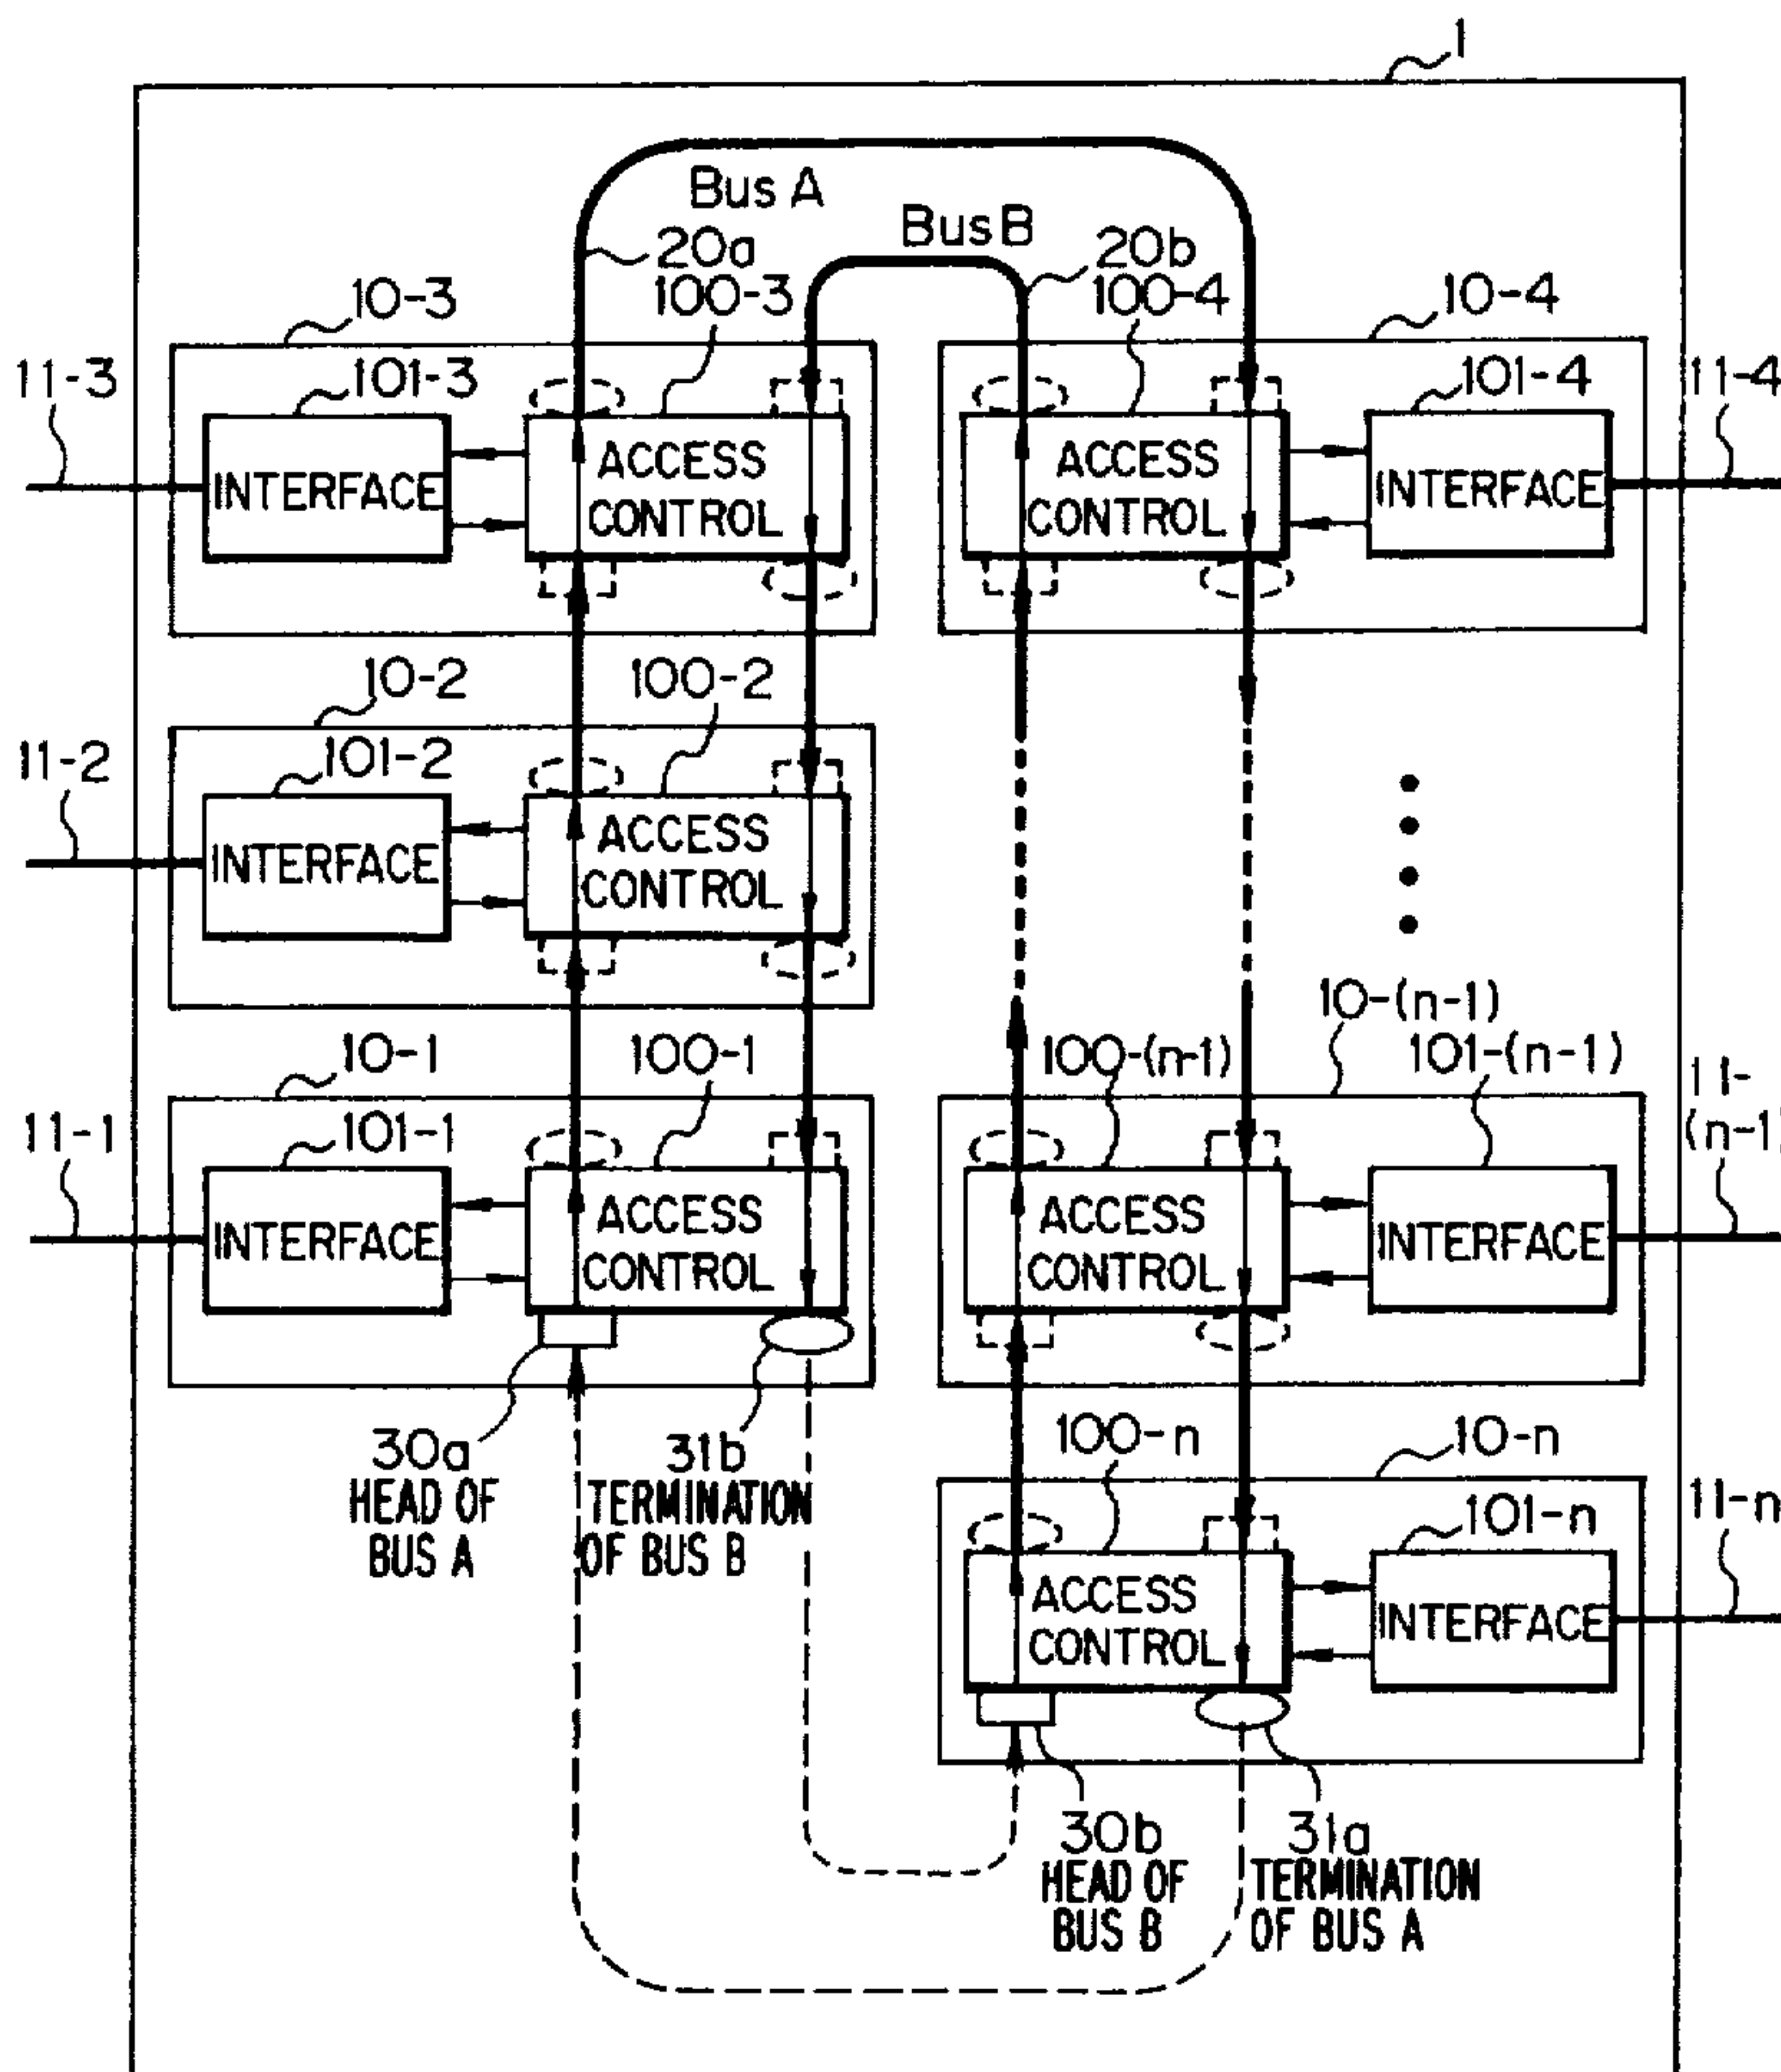 1
Bus A
Bus B
20a
20b
10-3
100-3
100-4
10-4
11-3
101-3
101-4
11-4
INTERFACE
ACCESS
CONTROL
ACCESS
CONTROL
INTERFACE
10-2
100-2
11-2
101-2
INTERFACE
ACCESS
CONTROL
10-(n-1)
10-1
100-1
100-(n-1)
101-(n-1)
11-
(n-1)
11-1
101-1
INTERFACE
ACCESS
CONTROL
ACCESS
CONTROL
INTERFACE
30a
HEAD OF
BUS A
31b
TERMINATION
OF BUS B
100-n
10-n
101-n
11-n
ACCESS
CONTROL
INTERFACE
30b
HEAD OF
BUS B
31a
TERMINATION
OF BUS A